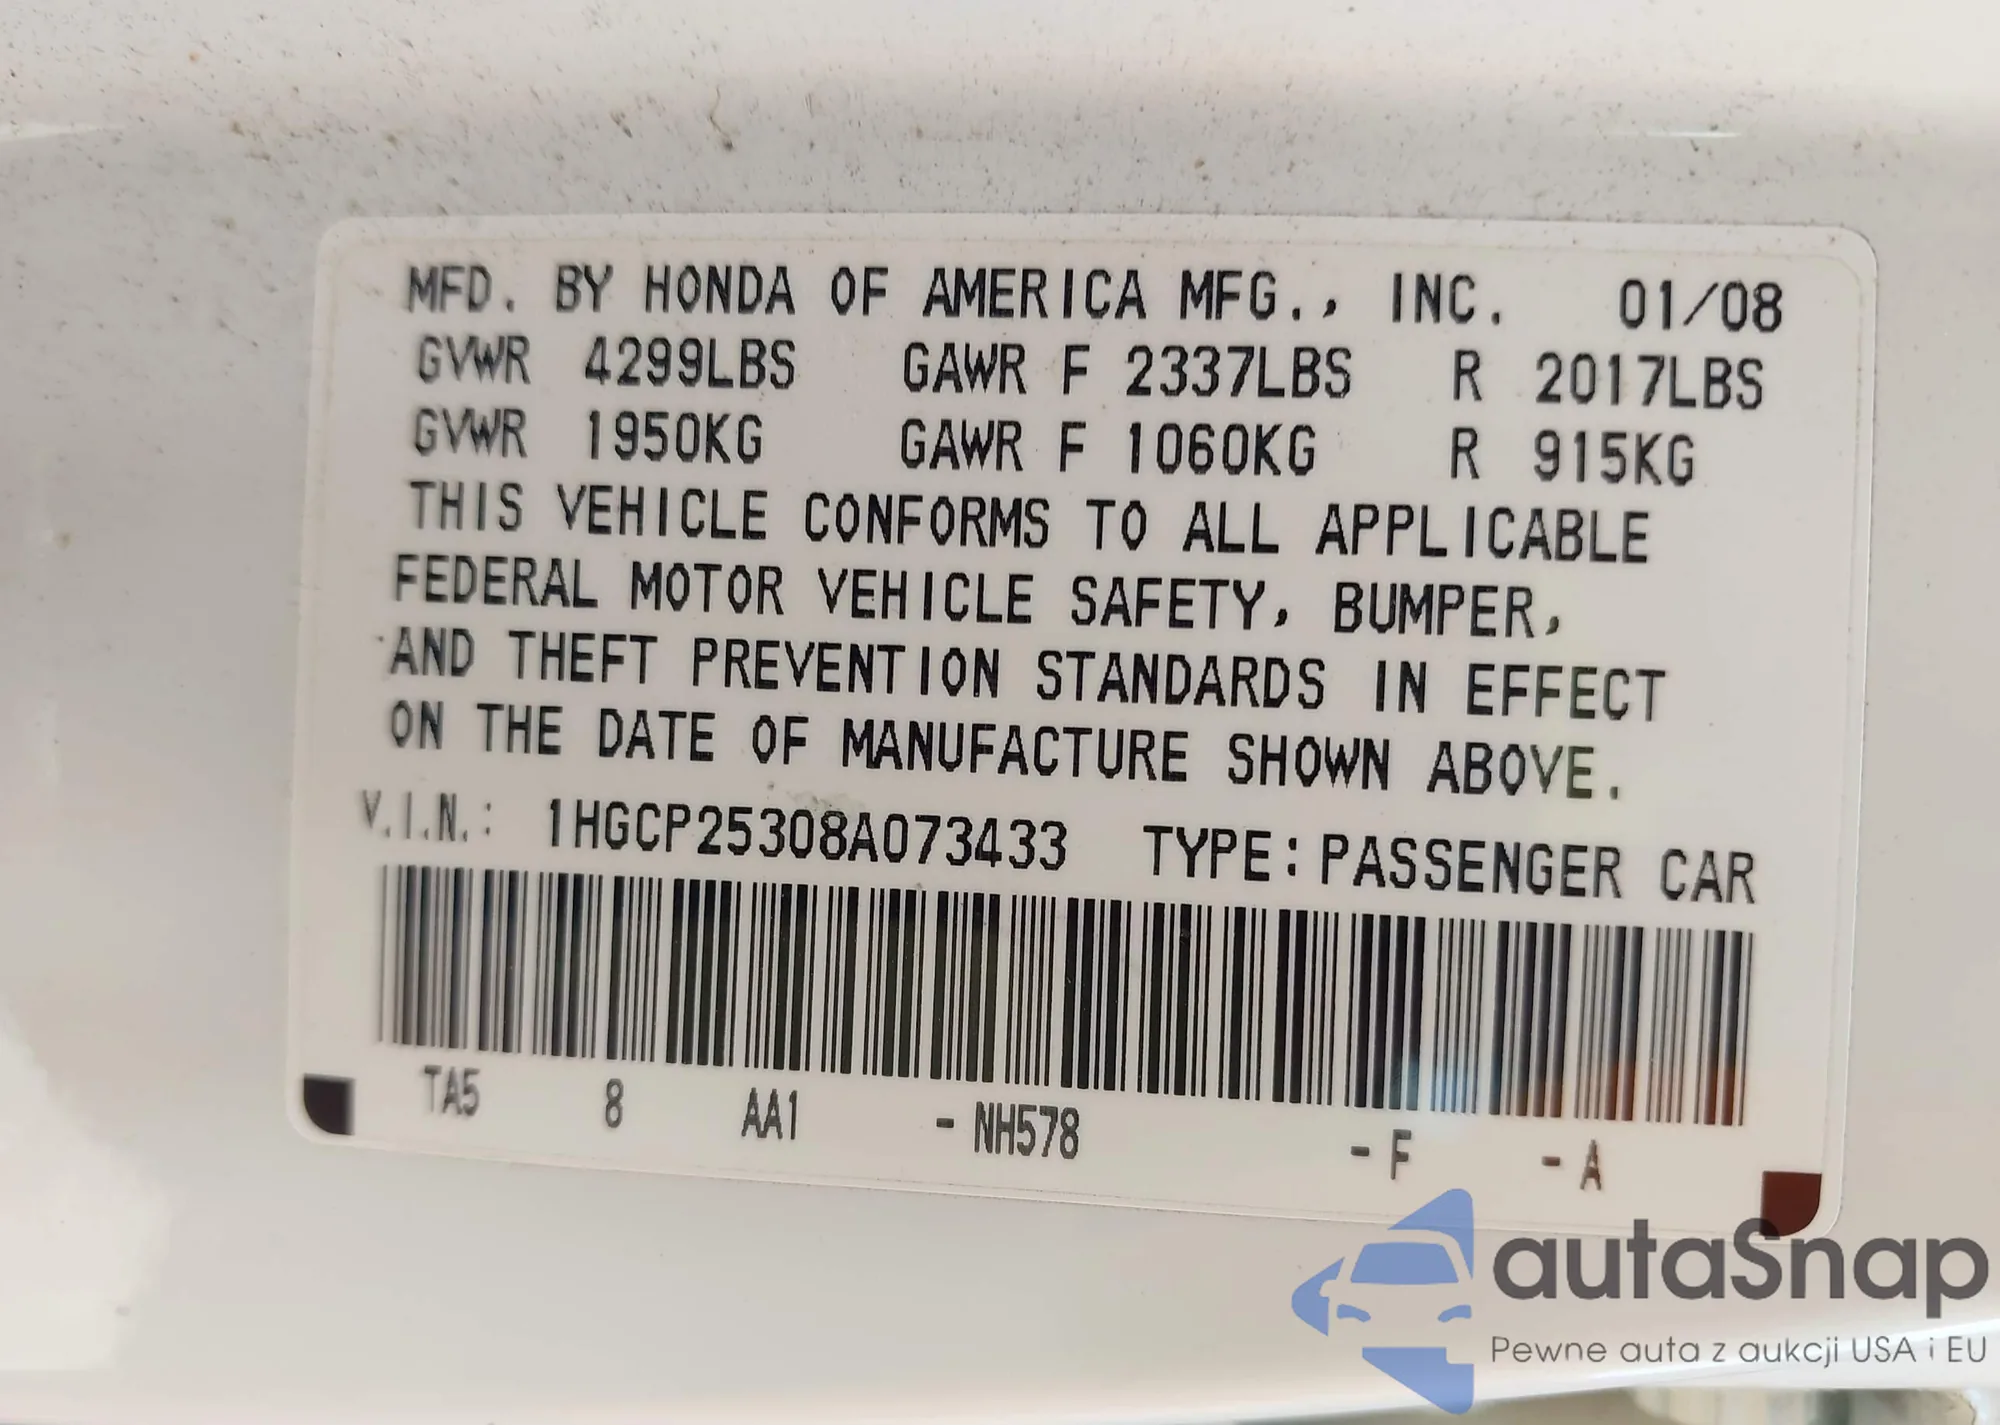 MFD. BY HONDA OF AMERICA MFG., INC. 01/08
GVWR 4299LBS GAWR F 2337LBS R 2017LBS
GVWR 1950KG GAWR F 1060KG R 915KG
THIS VEHICLE CONFORMS TO ALL APPLICABLE
FEDERAL MOTOR VEHICLE SAFETY, BUMPER,
AND THEFT PREVENTION STANDARDS IN EFFECT
ON THE DATE OF MANUFACTURE SHOWN ABOVE.
V.I.N.: 1HGCP25308A073433 TYPE: PASSENGER CAR
TA5 8 AA1 - NH578 - F - A
autaSnap
Pewne auta z aukcji USA i EU